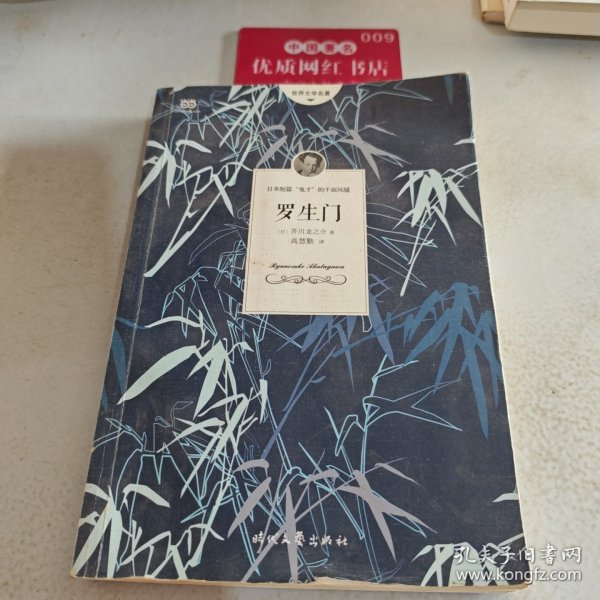 009
中国著名
优质网红书店
世界文学名著
日本短篇“鬼才”的千面风骚
罗生门
[日] 芥川龙之介 著
高慧勤 译
Ryunosuke Akutagawa
时代文艺出版社
孔夫子旧书网
www.kongfz.com